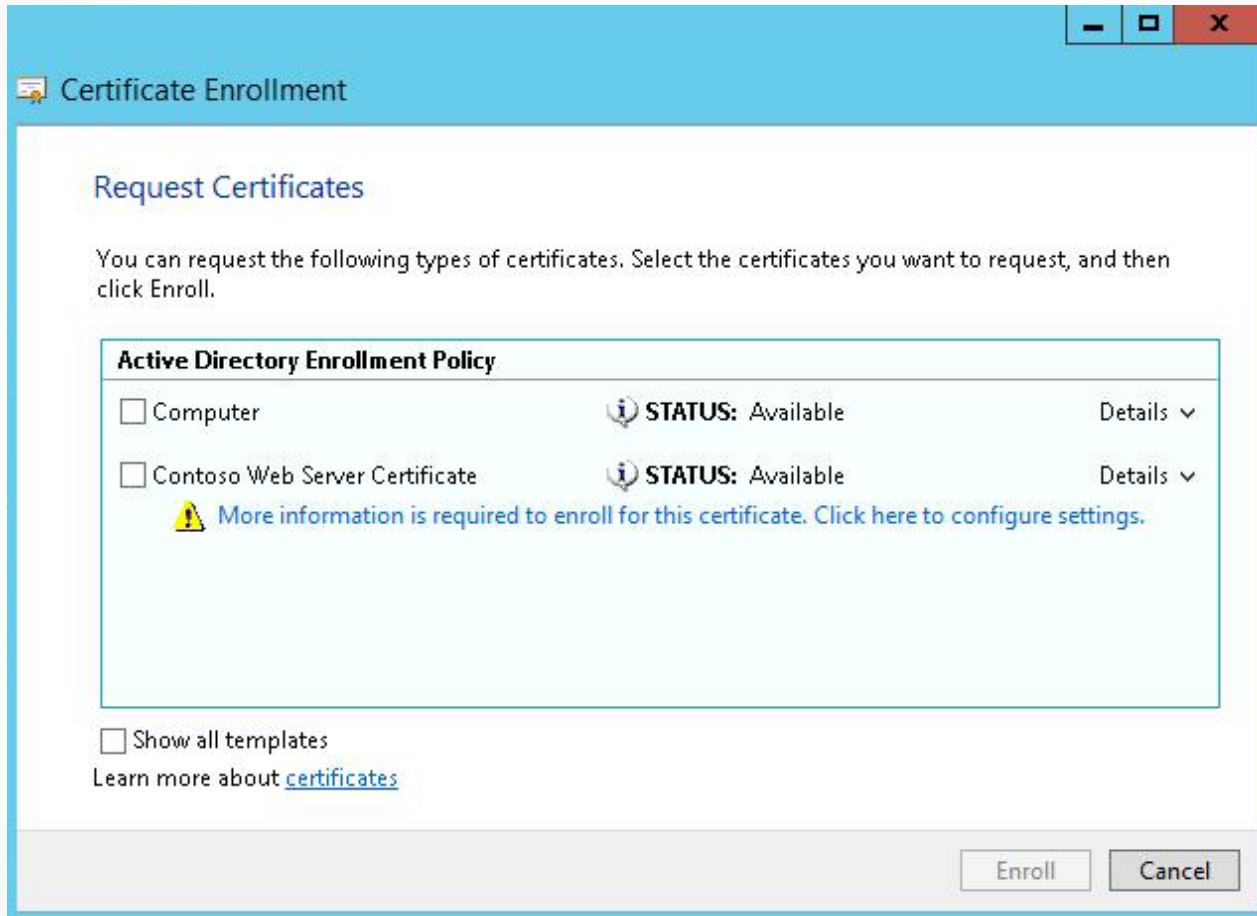 Certificate Enrollment
Request Certificates
You can request the following types of certificates. Select the certificates you want to request, and then
click Enroll.
Active Directory Enrollment Policy
Computer STATUS: Available Details
Contoso Web Server Certificate STATUS: Available Details
More information is required to enroll for this certificate. Click here to configure settings.
Show all templates
Learn more about certificates
Enroll Cancel